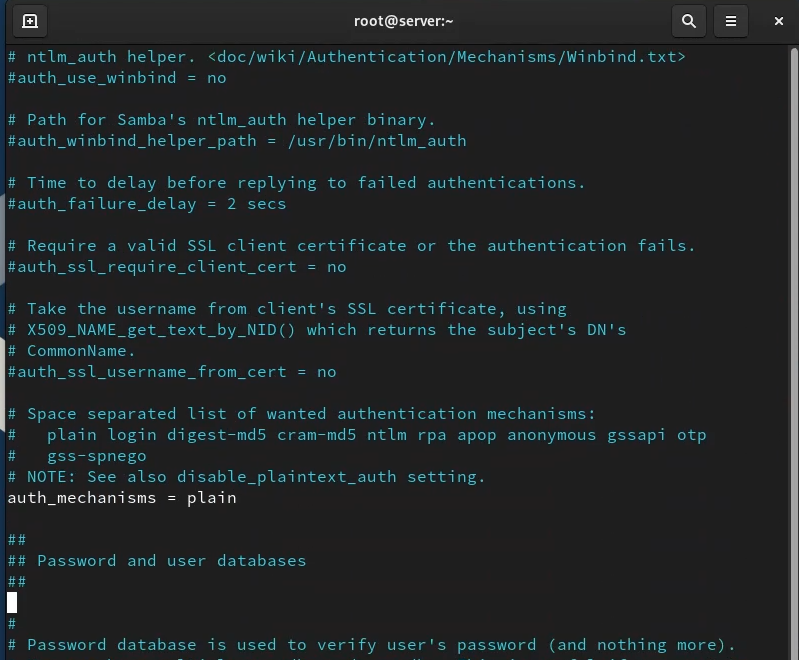 root@server:~
# ntlm_auth helper. <doc/wiki/Authentication/Mechanisms/Winbind.txt>
#auth_use_winbind = no
# Path for Samba's ntlm_auth helper binary.
#auth_winbind_helper_path = /usr/bin/ntlm_auth
# Time to delay before replying to failed authentications.
#auth_failure_delay = 2 secs
# Require a valid SSL client certificate or the authentication fails.
#auth_ssl_require_client_cert = no
# Take the username from client's SSL certificate, using
# X509_NAME_get_text_by_NID() which returns the subject's DN's
# CommonName.
#auth_ssl_username_from_cert = no
# Space separated list of wanted authentication mechanisms:
#   plain login digest-md5 cram-md5 ntlm rpa apop anonymous gssapi otp
#   gss-spnego
# NOTE: See also disable_plaintext_auth setting.
auth_mechanisms = plain
##
## Password and user databases
##
#
# Password database is used to verify user's password (and nothing more).